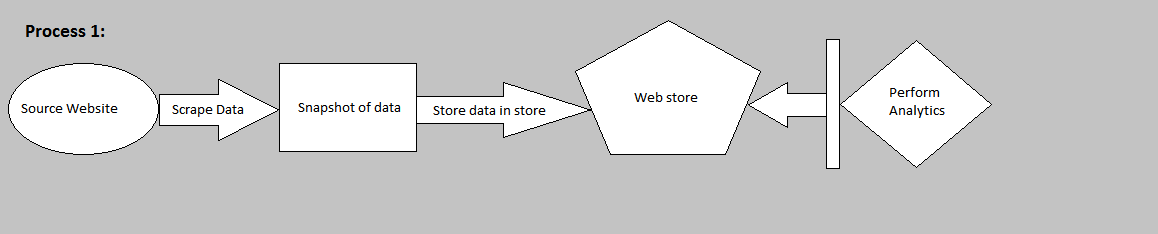 Process 1:
Source Website
Scrape Data
Snapshot of data
Store data in store
Web store
Perform
Analytics